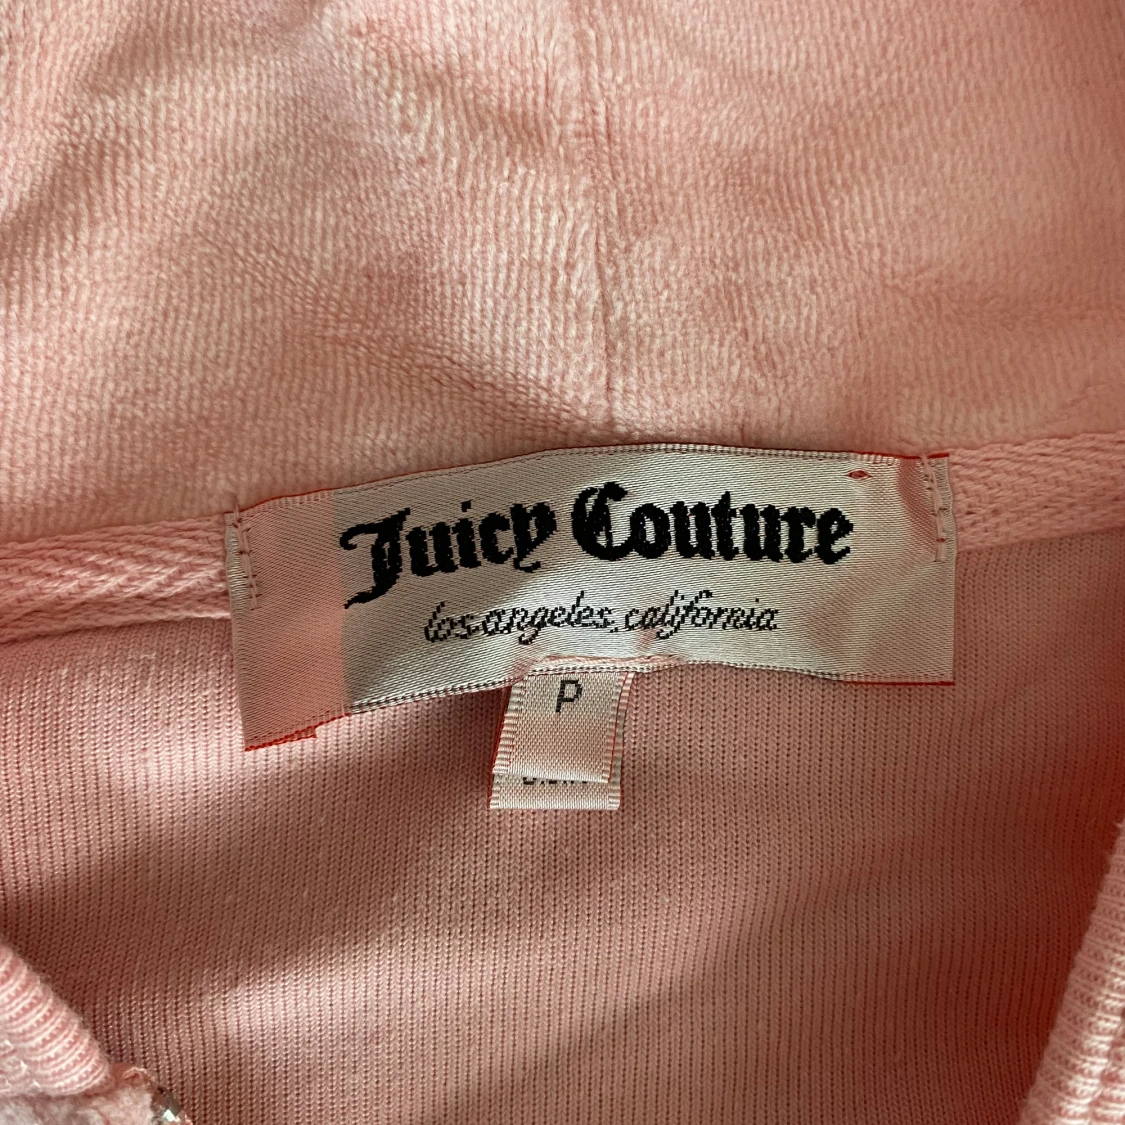 Juicy Couture
los angeles, california
P